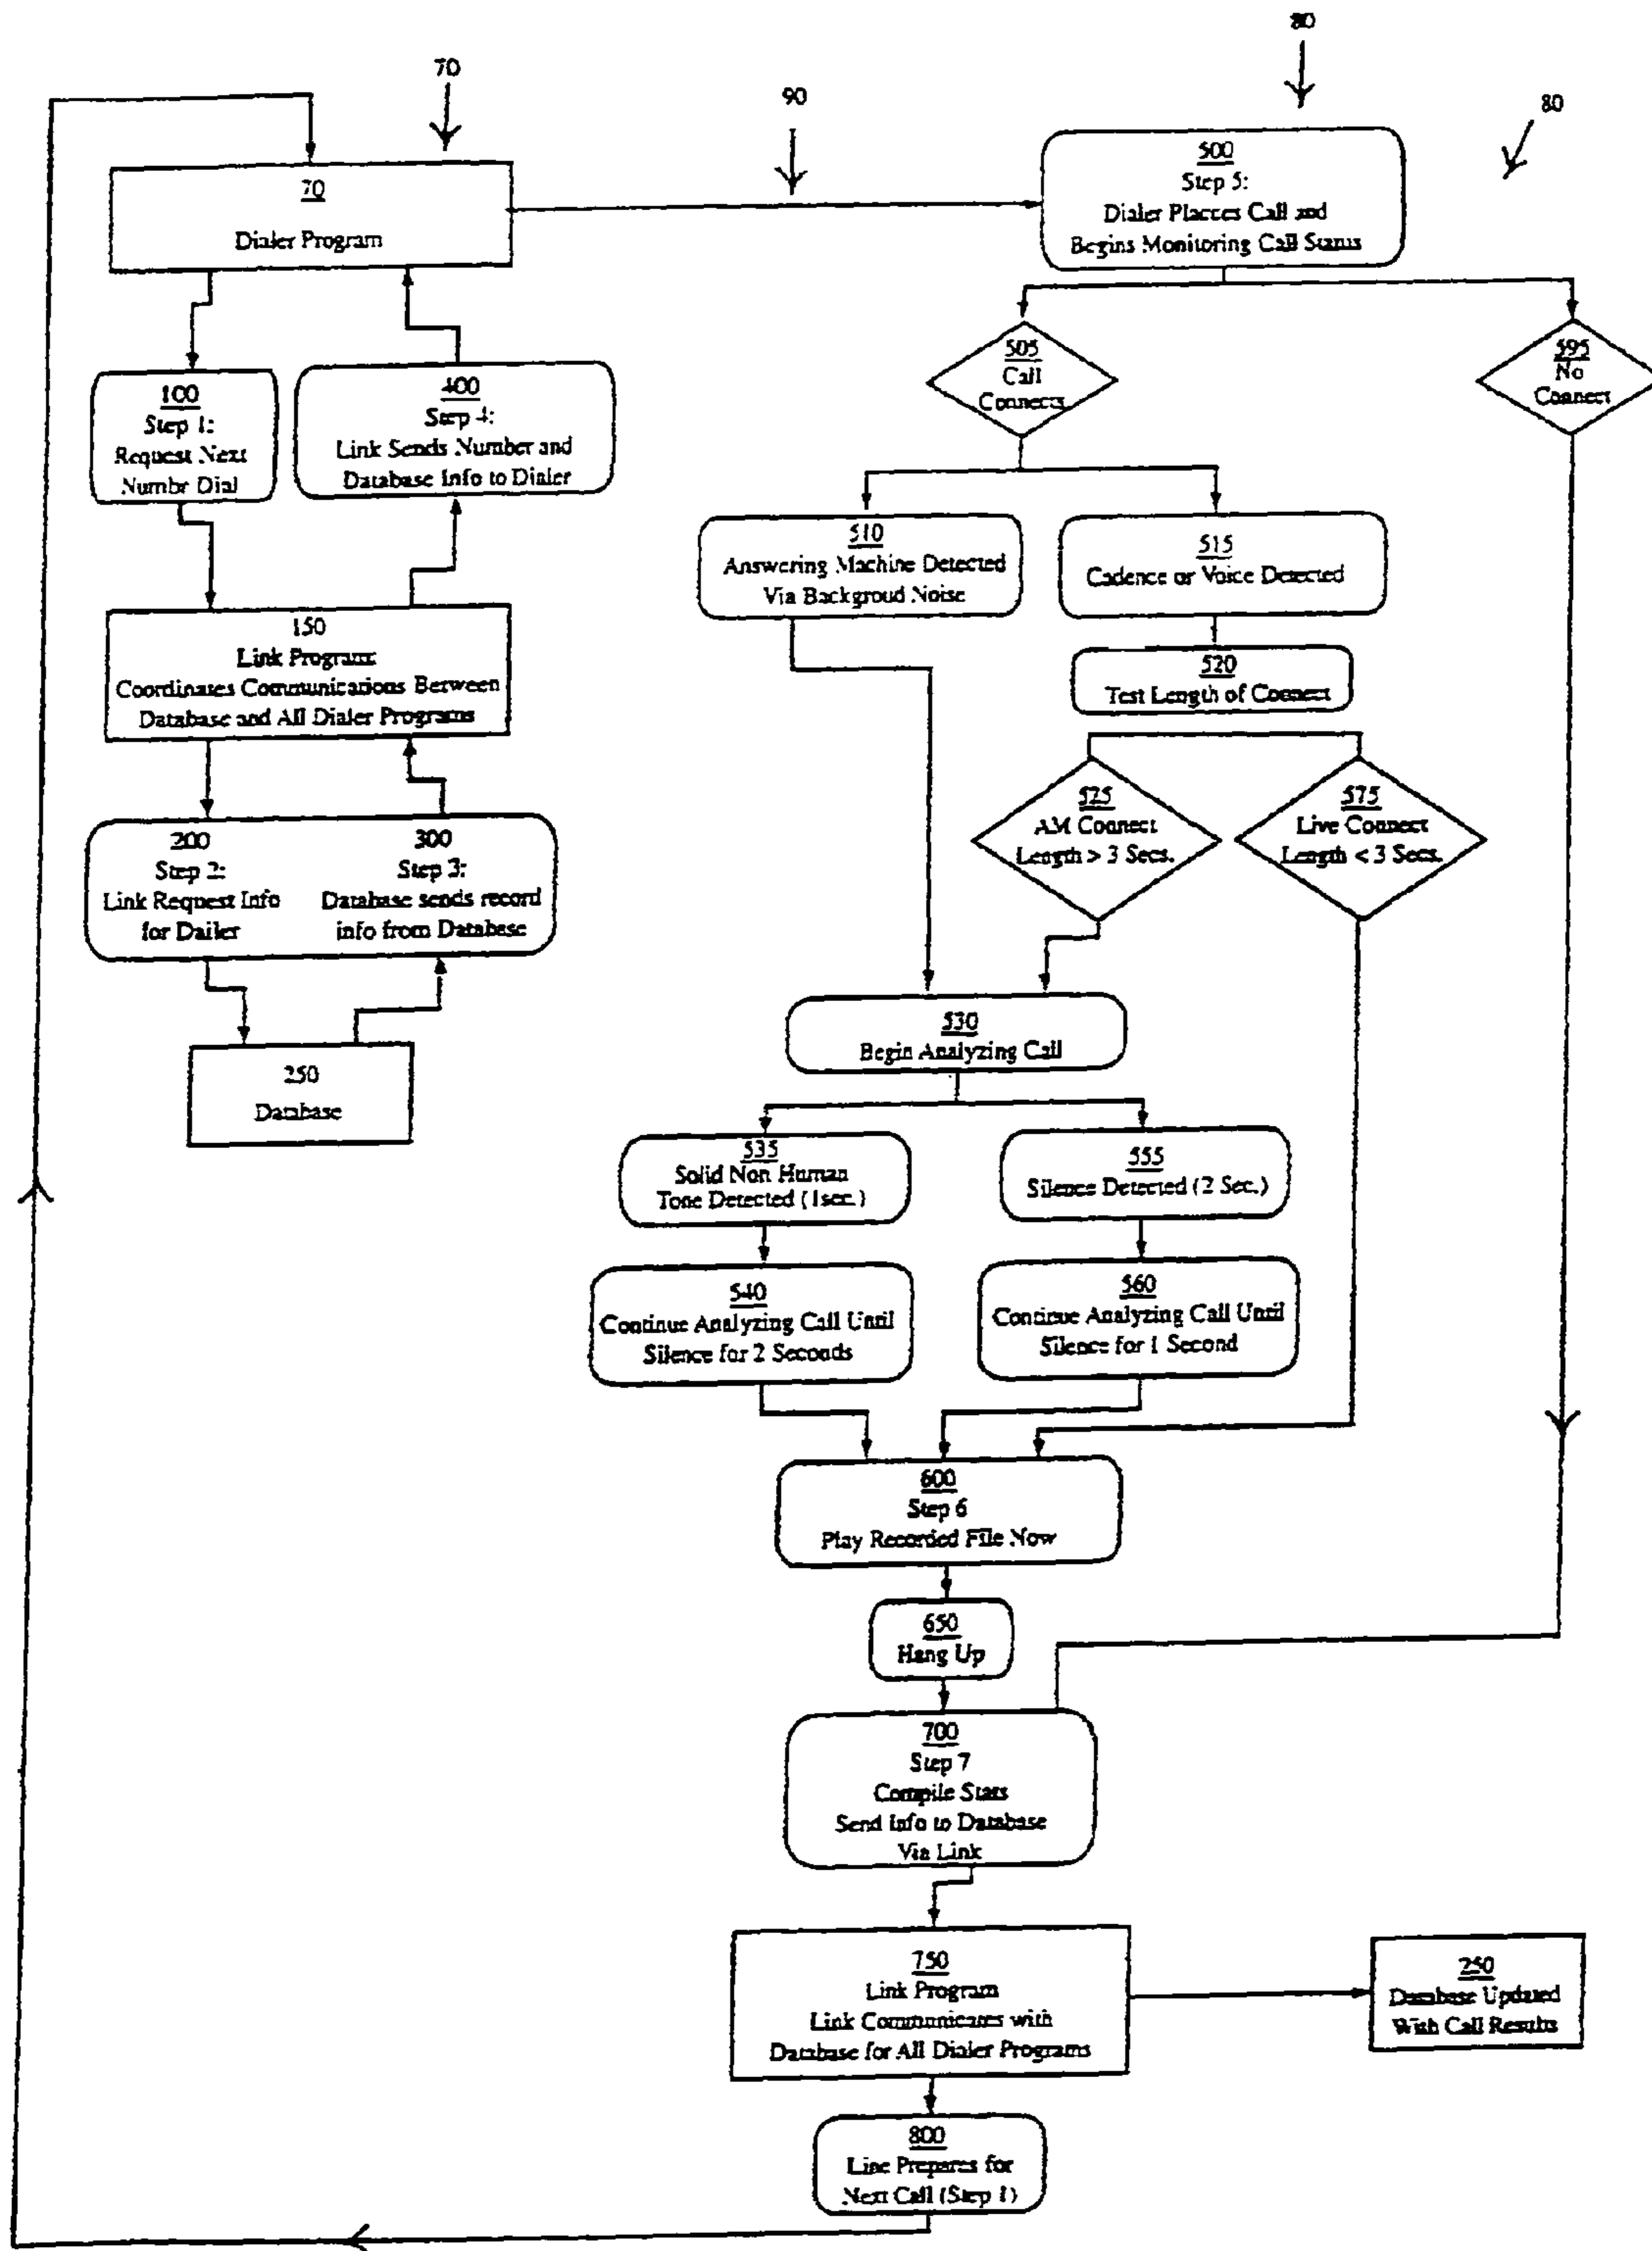 80
70
90
80
70
Dialer Program
500
Step 5:
Dialer Placces Call and
Begins Monitoring Call Status
100
Step 1:
Request Next
Numbr Dial
400
Step 4:
Link Sends Number and
Database Info to Dialer
505
Call
Connects
595
No
Connect
510
Answering Machine Detected
Via Backgroud Noise
515
Cadence or Voice Detected
520
Test Length of Connect
150
Link Program:
Coordinates Communications Between
Database and All Dialer Programs
525
AM Connect
Length > 3 Secs.
575
Live Connect
Length < 3 Secs.
200
Step 2:
Link Request Info
for Dailer
300
Step 3:
Database sends record
info from Database
530
Begin Analyzing Call
250
Database
535
Solid Non Human
Tone Detected (1sec.)
555
Silence Detected (2 Sec.)
540
Continue Analyzing Call Until
Silence for 2 Seconds
560
Continue Analyzing Call Until
Silence for 1 Second
600
Step 6
Play Recorded File Now
650
Hang Up
700
Step 7
Compile Stats
Send Info to Database
Via Link
750
Link Program
Link Communicates with
Database for All Dialer Programs
250
Database Updated
With Call Results
800
Line Prepares for
Next Call (Step 1)